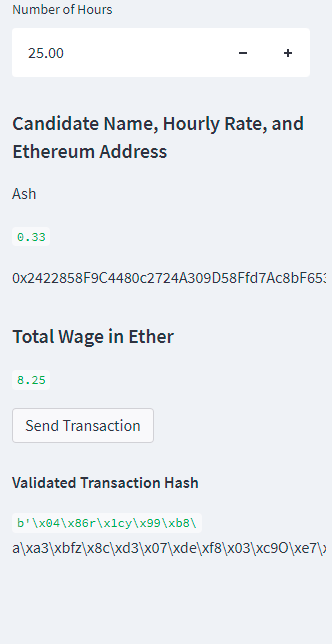 Number of Hours
25.00
Candidate Name, Hourly Rate, and
Ethereum Address
Ash
0.33
0x2422858F9C4480c2724A309D58Ffd7Ac8bF653
Total Wage in Ether
8.25
Send Transaction
Validated Transaction Hash
b'\x04\x86r\x1cy\x99\xb8\
a\xa3\xbfz\x8c\xd3\x07\xde\xf8\x03\xc9O\xe7\x